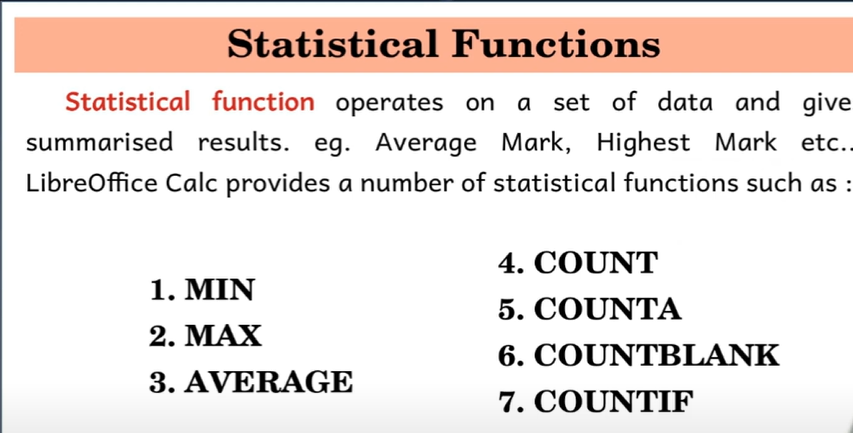 Statistical Functions
Statistical function operates on a set of data and give
summarised results. eg. Average Mark, Highest Mark etc..
LibreOffice Calc provides a number of statistical functions such as :
1. MIN
2. MAX
3. AVERAGE
4. COUNT
5. COUNTA
6. COUNTBLANK
7. COUNTIF